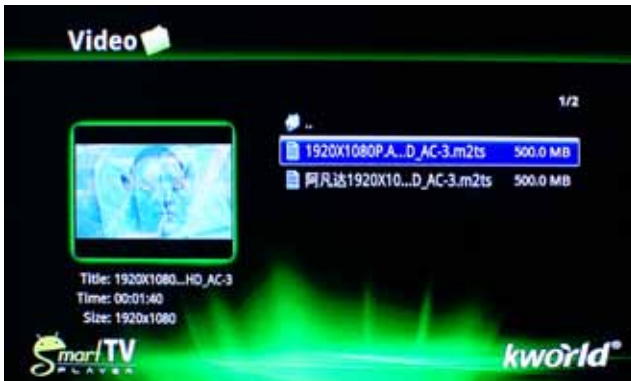 Video
1/2
..
1920X1080P.A...D_AC-3.m2ts 500.0 MB
阿凡达1920X10...D_AC-3.m2ts 500.0 MB
Title: 1920X1080...HD_AC-3
Time: 00:01:40
Size: 1920x1080
SmartTV
PLAYER
kworld®